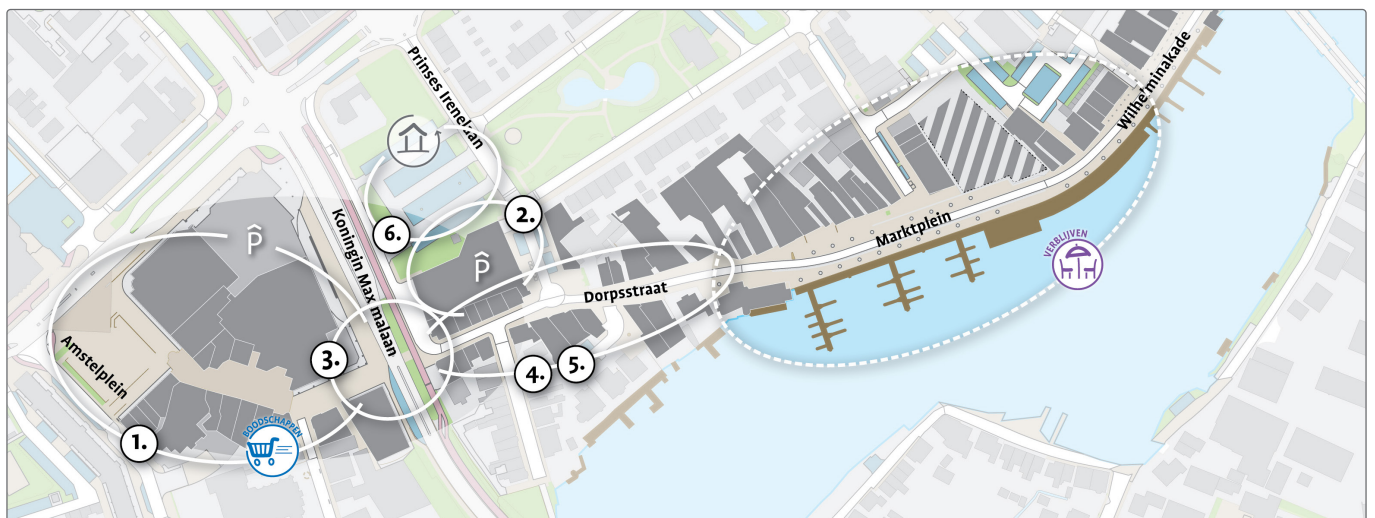 Prinses Irenelaan
Wilhelminakade
P
2.
6.
Koningin Maximalaan
P
Marktplein
VERBLIJVEN
Dorpsstraat
Amstelplein
3.
4.
5.
1.
BOODSCHAPPEN